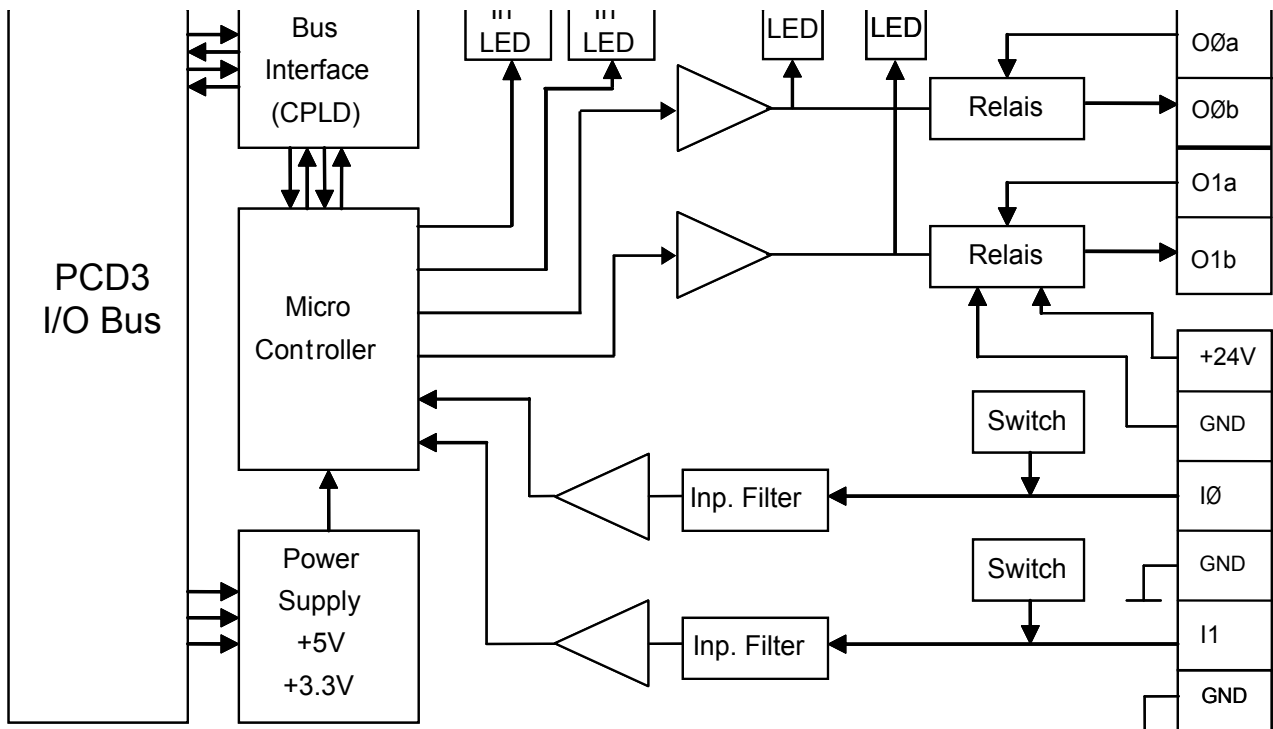 PCD3
I/O Bus
Bus
Interface
(CPLD)
Micro
Controller
Power
Supply
+5V
+3.3V
LED
LED
LED
LED
Relais
Relais
Switch
Inp. Filter
Switch
Inp. Filter
OØa
OØb
O1a
O1b
+24V
GND
IØ
GND
I1
GND